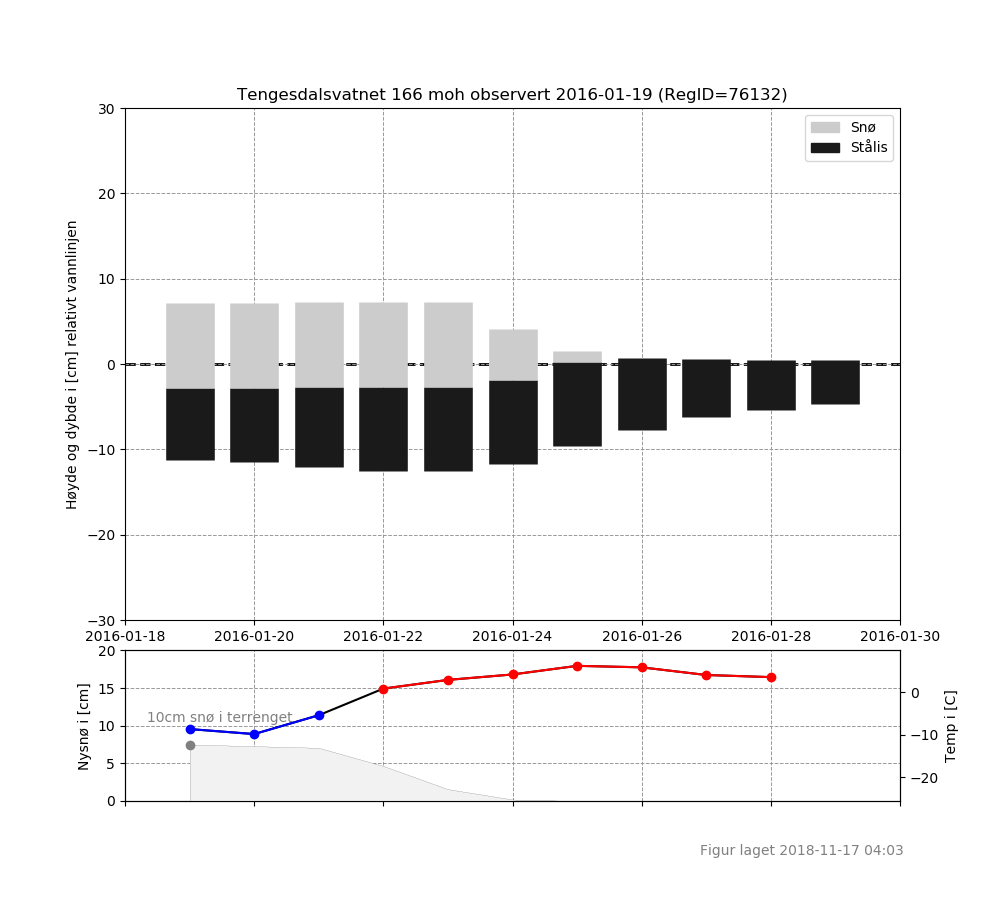 Tengesdalsvatnet 166 moh observert 2016-01-19 (RegID=76132)
Snø
Stålis
Høyde og dybde i [cm] relativt vannlinjen
30
20
10
0
−10
−20
−30
2016-01-18 2016-01-20 2016-01-22 2016-01-24 2016-01-26 2016-01-28 2016-01-30
Nysnø i [cm]
20
15
10
5
0
10cm snø i terrenget
0
−10
−20
Temp i [C]
Figur laget 2018-11-17 04:03